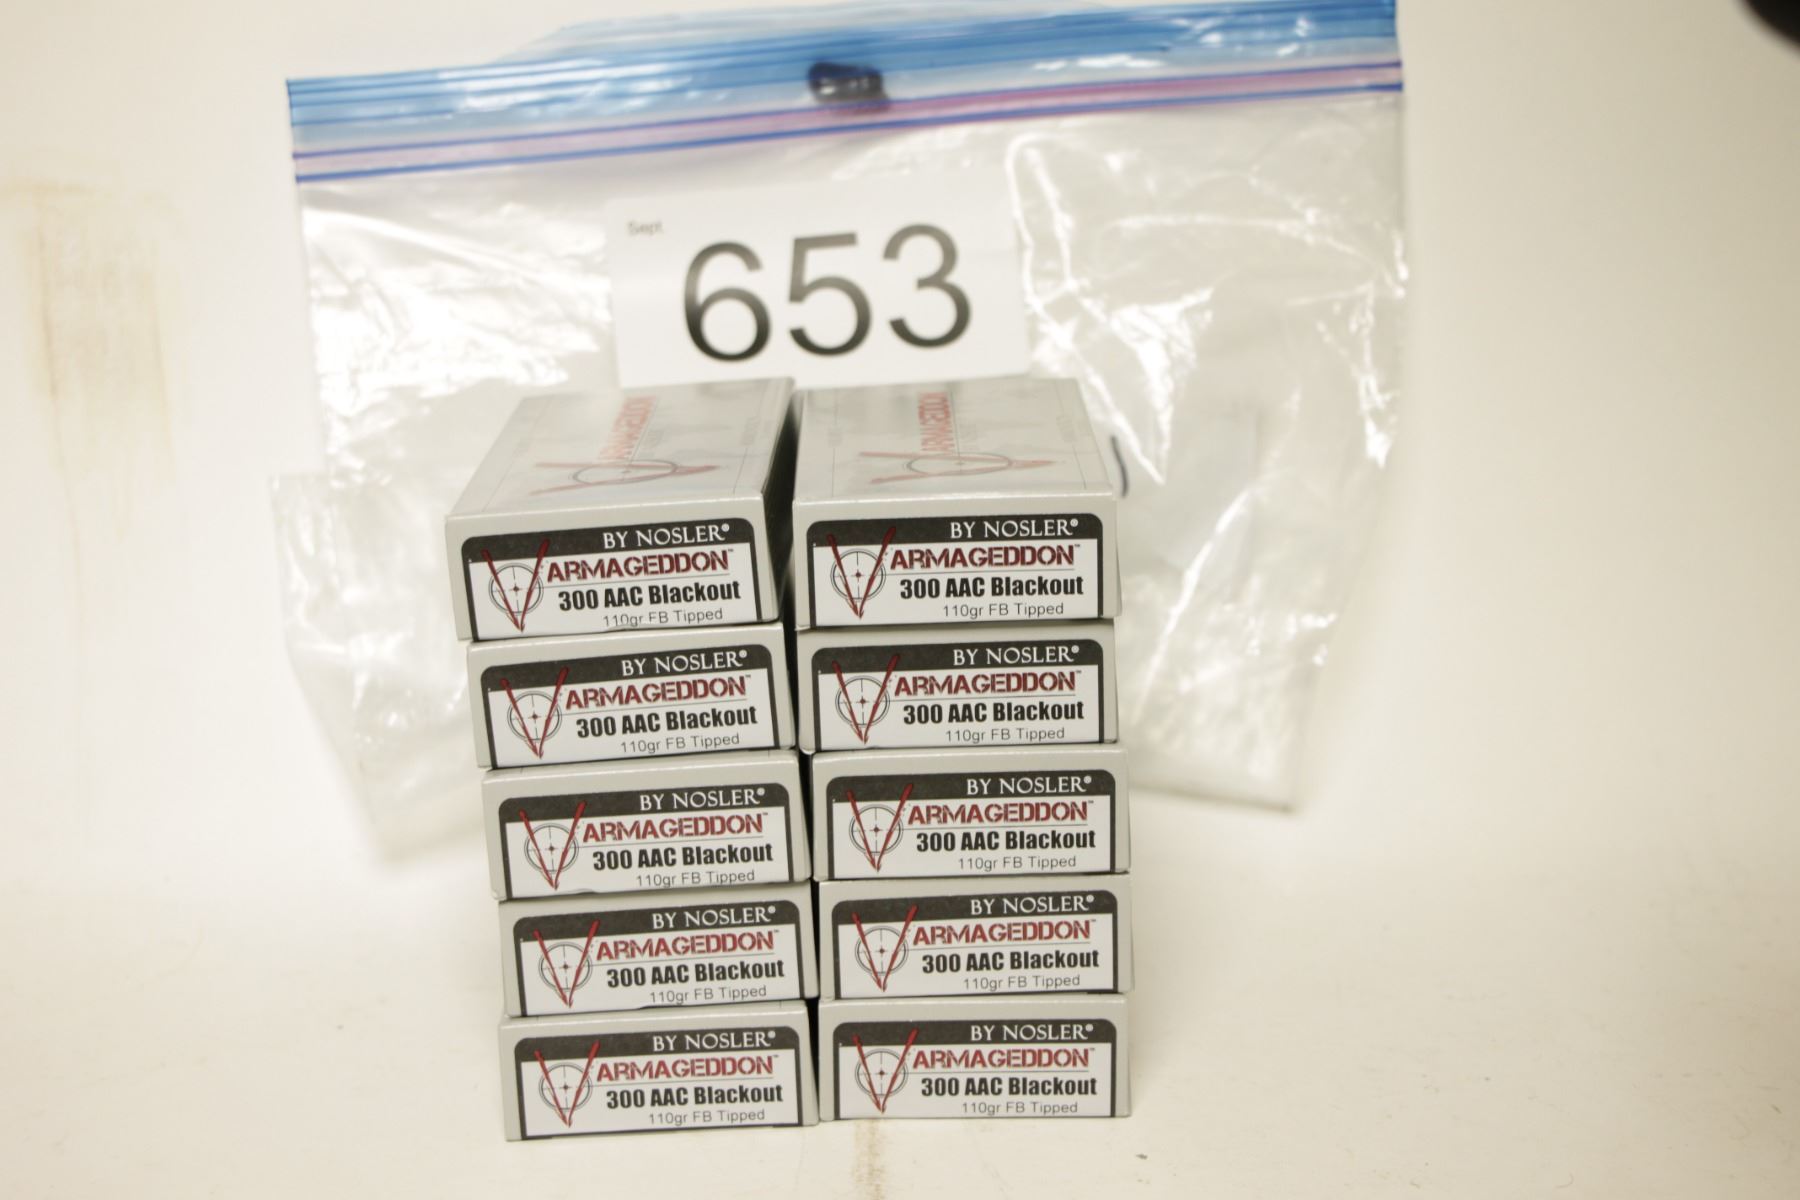 Sept
653
ARMAGEDDON
ARMAGEDDON
BY NOSLER®
VARMAGEDDON™
300 AAC Blackout
110gr FB Tipped
BY NOSLER®
VARMAGEDDON™
300 AAC Blackout
110gr FB Tipped
BY NOSLER®
VARMAGEDDON™
300 AAC Blackout
110gr FB Tipped
BY NOSLER®
VARMAGEDDON™
300 AAC Blackout
110gr FB Tipped
BY NOSLER®
VARMAGEDDON™
300 AAC Blackout
110gr FB Tipped
BY NOSLER®
VARMAGEDDON™
300 AAC Blackout
110gr FB Tipped
BY NOSLER®
VARMAGEDDON™
300 AAC Blackout
110gr FB Tipped
BY NOSLER®
VARMAGEDDON™
300 AAC Blackout
110gr FB Tipped
BY NOSLER®
VARMAGEDDON™
300 AAC Blackout
110gr FB Tipped
BY NOSLER®
VARMAGEDDON™
300 AAC Blackout
110gr FB Tipped